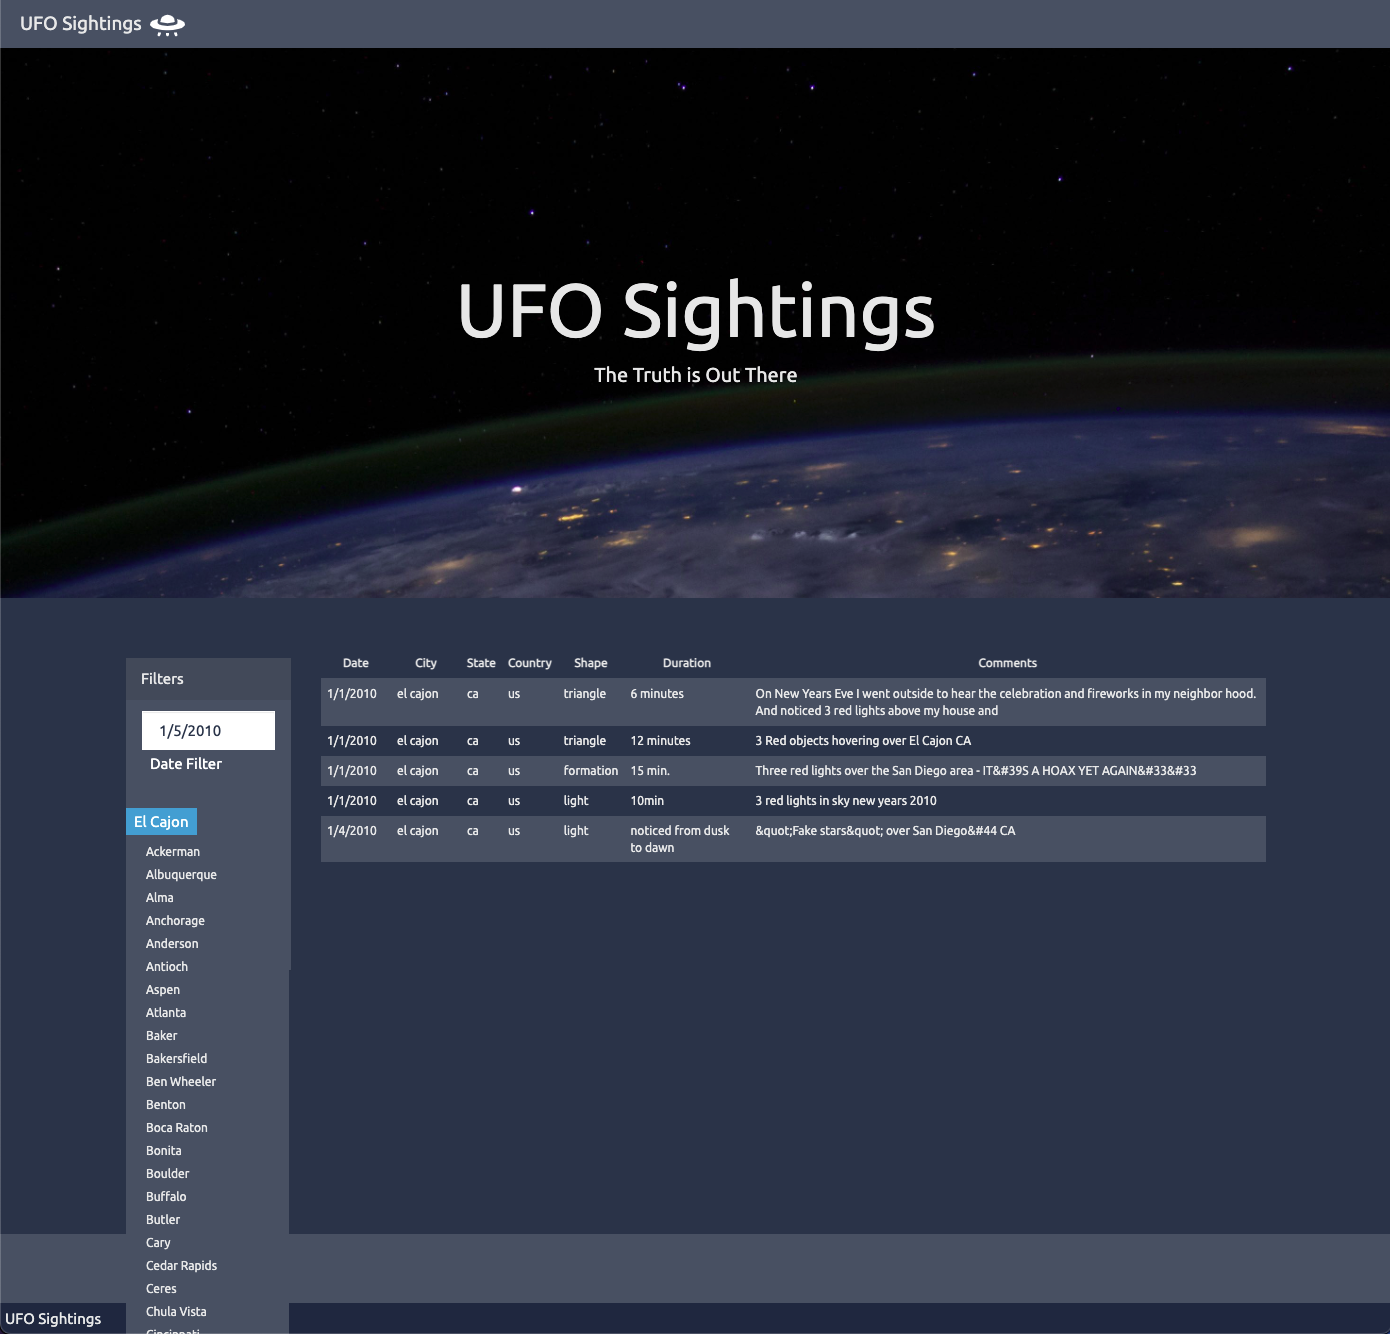 UFO Sightings
UFO Sightings
The Truth is Out There
Filters
1/5/2010
Date Filter
El Cajon
Ackerman
Albuquerque
Alma
Anchorage
Anderson
Antioch
Aspen
Atlanta
Baker
Bakersfield
Ben Wheeler
Benton
Boca Raton
Bonita
Boulder
Buffalo
Butler
Cary
Cedar Rapids
Ceres
Chula Vista
Cincinnati
Date City State Country Shape Duration Comments
1/1/2010 el cajon ca us triangle 6 minutes On New Years Eve I went outside to hear the celebration and fireworks in my neighbor hood.
And noticed 3 red lights above my house and
1/1/2010 el cajon ca us triangle 12 minutes 3 Red objects hovering over El Cajon CA
1/1/2010 el cajon ca us formation 15 min. Three red lights over the San Diego area - IT&#39S A HOAX YET AGAIN&#33&#33
1/1/2010 el cajon ca us light 10min 3 red lights in sky new years 2010
1/4/2010 el cajon ca us light noticed from dusk &quot;Fake stars&quot; over San Diego&#44 CA
to dawn
UFO Sightings